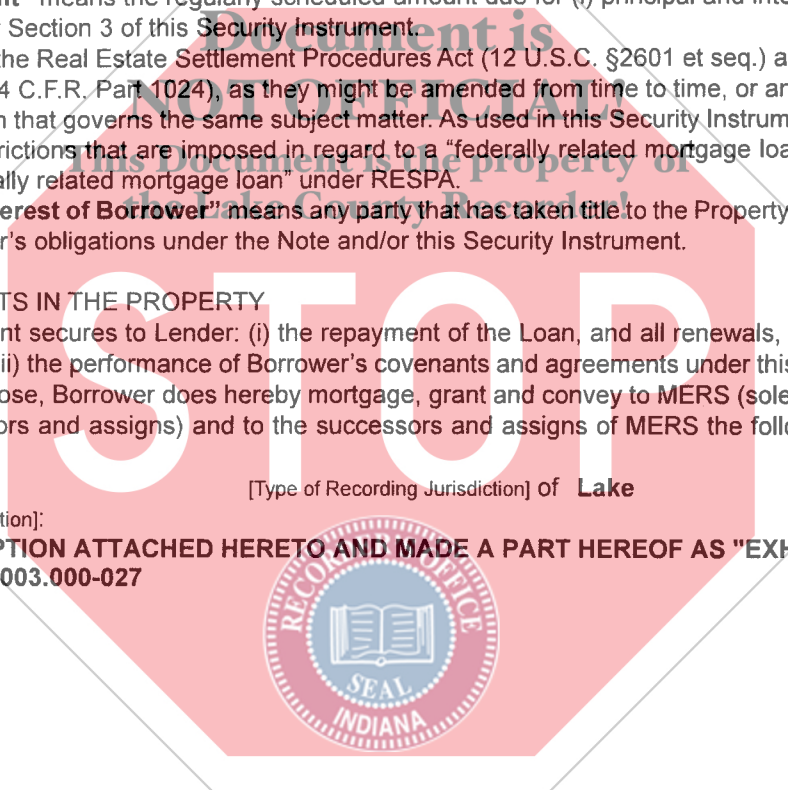 means the regularly scheduled amount due for (i) principal and
Section 3 of this Security Instrument.
Document is
the Real Estate Settlement Procedures Act (12 U.S.C. §2601 et seq.) a
4 C.F.R. Part 1024), as they might be amended from time to time, or an
NOT OFFICIAL!
n that governs the same subject matter. As used in this Security Instrum
rictions that are imposed in regard to a “federally related mortgage loa
This Document is the property of
ally related mortgage loan” under RESPA.
the Lake County Recorder!
erest of Borrower” means any party that has taken title to the Property
r’s obligations under the Note and/or this Security Instrument.
STOP
TS IN THE PROPERTY
nt secures to Lender: (i) the repayment of the Loan, and all renewals,
ii) the performance of Borrower’s covenants and agreements under this
ose, Borrower does hereby mortgage, grant and convey to MERS (sole
ors and assigns) and to the successors and assigns of MERS the follo
[Type of Recording Jurisdiction] of Lake
tion]:
PTION ATTACHED HERETO AND MADE A PART HEREOF AS "EXH
003.000-027
RECORDER OFFICE
SEAL
INDIANA